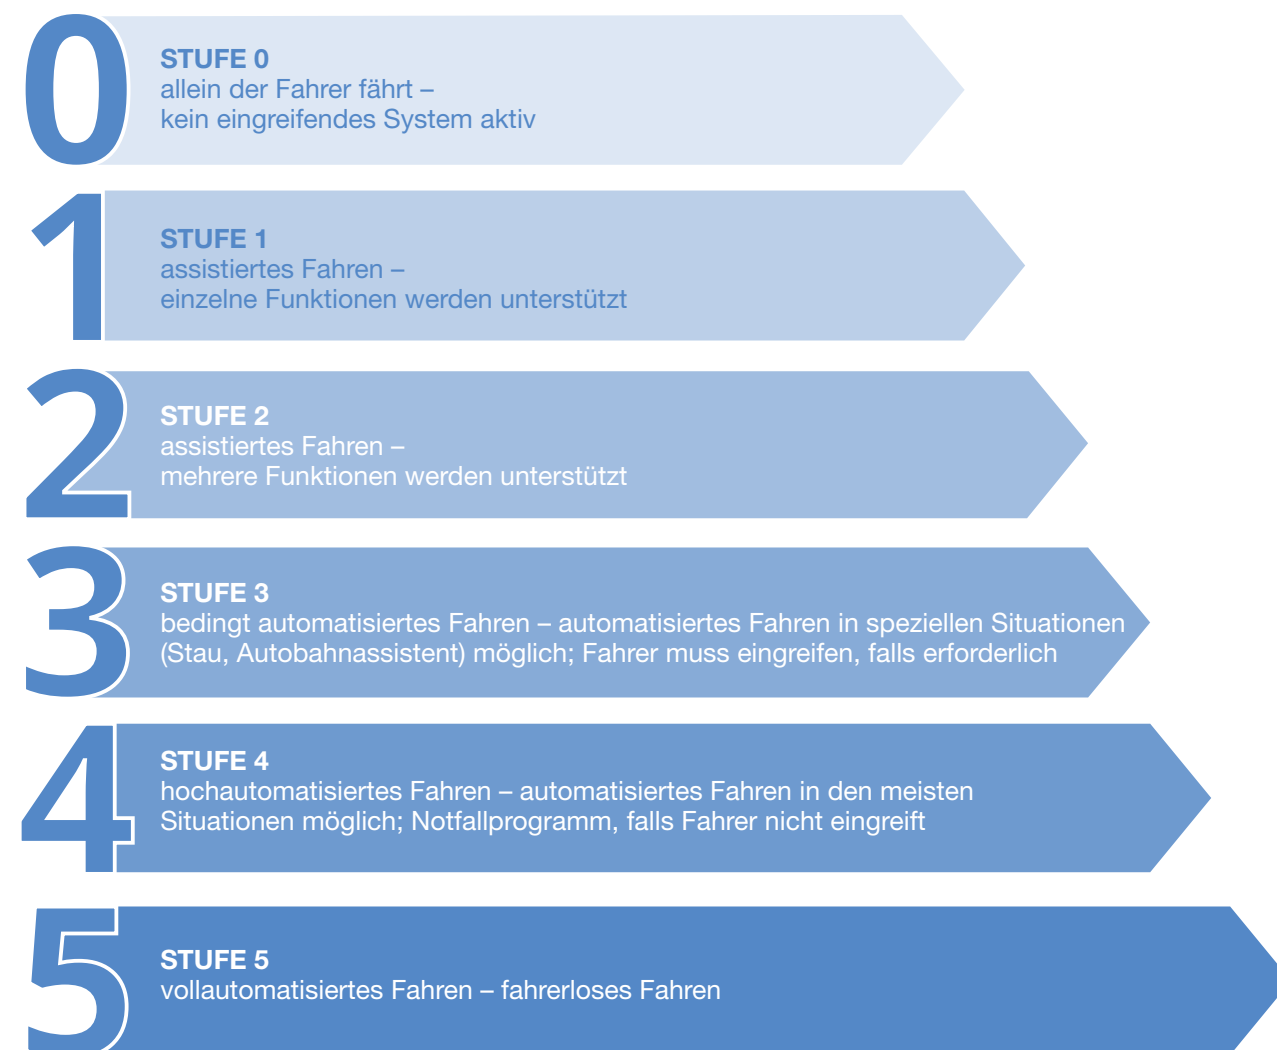 0
STUFE 0
allein der Fahrer fährt –
kein eingreifendes System aktiv
1
STUFE 1
assistiertes Fahren –
einzelne Funktionen werden unterstützt
2
STUFE 2
assistiertes Fahren –
mehrere Funktionen werden unterstützt
3
STUFE 3
bedingt automatisiertes Fahren – automatisiertes Fahren in speziellen Situationen
(Stau, Autobahnassistent) möglich; Fahrer muss eingreifen, falls erforderlich
4
STUFE 4
hochautomatisiertes Fahren – automatisiertes Fahren in den meisten
Situationen möglich; Notfallprogramm, falls Fahrer nicht eingreift
5
STUFE 5
vollautomatisiertes Fahren – fahrerloses Fahren